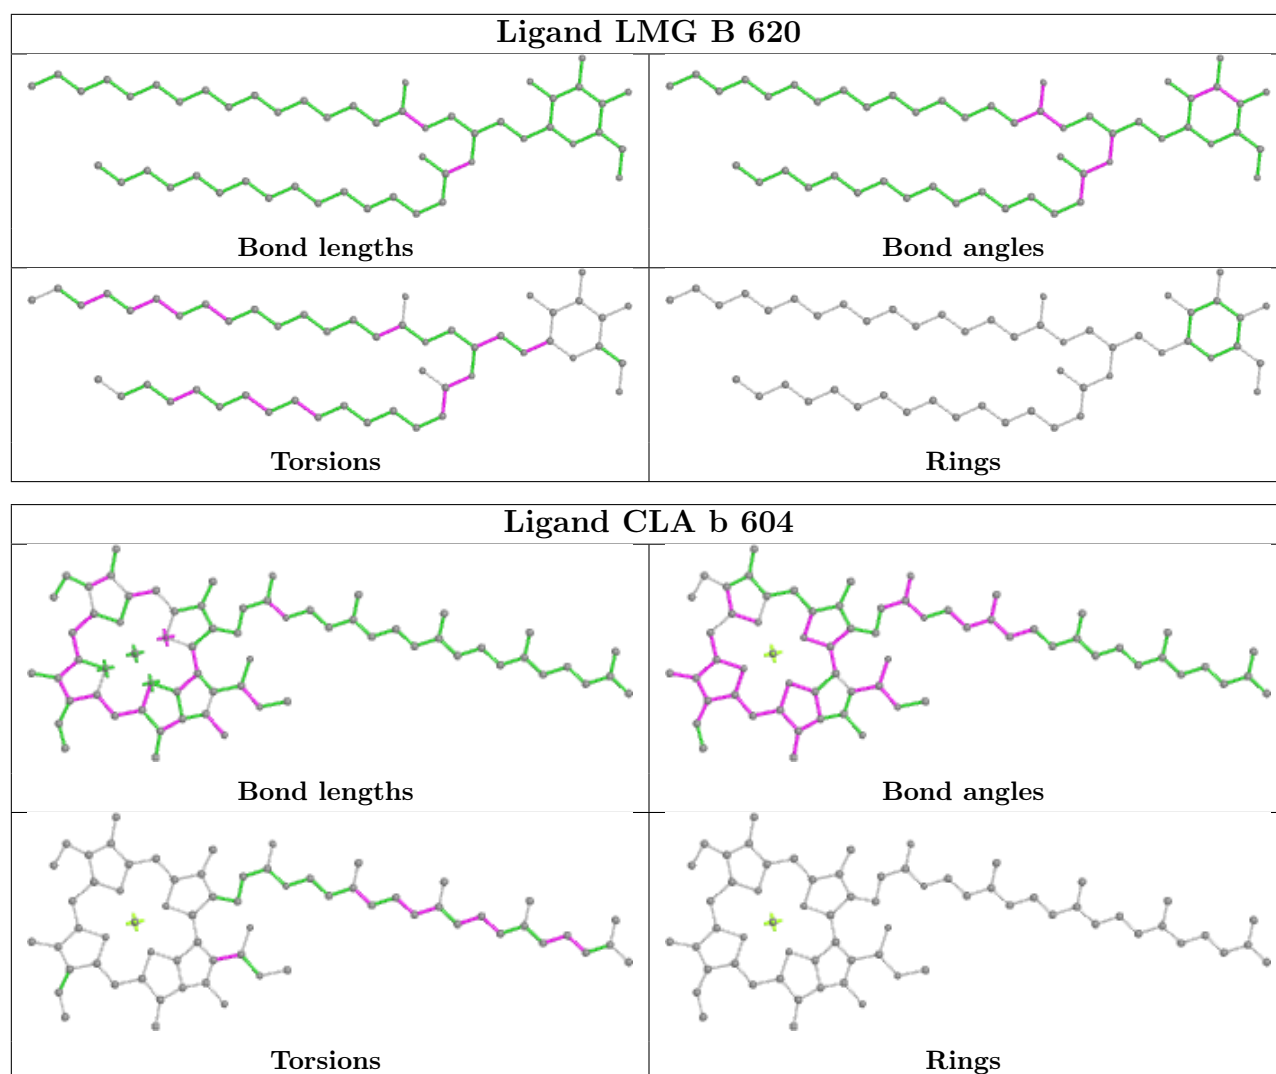 Ligand LMG B 620
Bond lengths
Bond angles
Torsions
Rings
Ligand CLA b 604
Bond lengths
Bond angles
Torsions
Rings